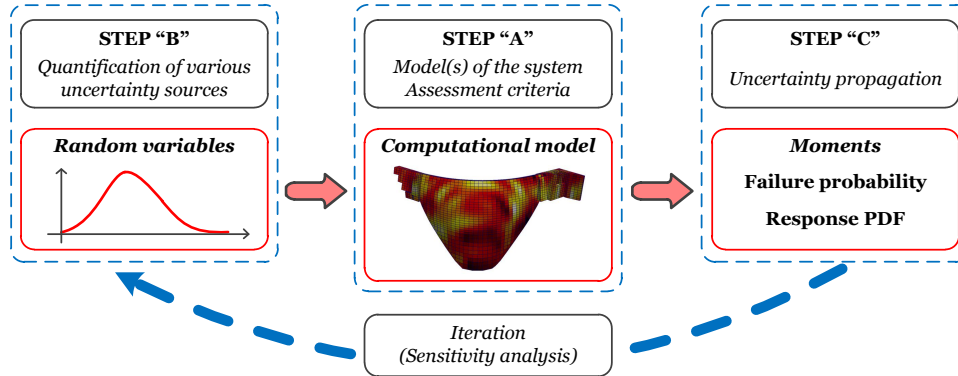 STEP “B”
Quantification of various
uncertainty sources
Random variables
STEP “A”
Model(s) of the system
Assessment criteria
Computational model
STEP “C”
Uncertainty propagation
Moments
Failure probability
Response PDF
Iteration
(Sensitivity analysis)